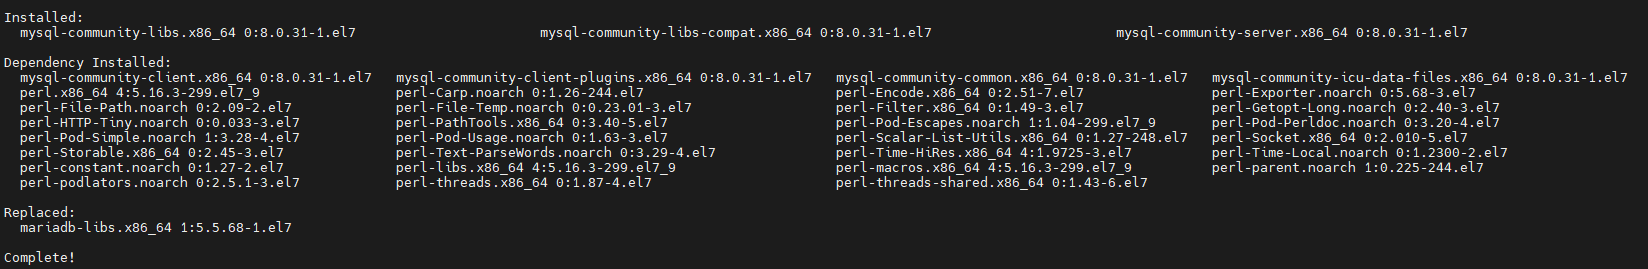 Installed:
mysql-community-libs.x86_64 0:8.0.31-1.el7 mysql-community-libs-compat.x86_64 0:8.0.31-1.el7 mysql-community-server.x86_64 0:8.0.31-1.el7
Dependency Installed:
mysql-community-client.x86_64 0:8.0.31-1.el7 mysql-community-client-plugins.x86_64 0:8.0.31-1.el7 mysql-community-common.x86_64 0:8.0.31-1.el7 mysql-community-icu-data-files.x86_64 0:8.0.31-1.el7
perl.x86_64 4:5.16.3-299.el7_9 perl-Carp.noarch 0:1.26-244.el7 perl-Encode.x86_64 0:2.51-7.el7 perl-Exporter.noarch 0:5.68-3.el7
perl-File-Path.noarch 0:2.09-2.el7 perl-File-Temp.noarch 0:0.23.01-3.el7 perl-Filter.x86_64 0:1.49-3.el7 perl-Getopt-Long.noarch 0:2.40-3.el7
perl-HTTP-Tiny.noarch 0:0.033-3.el7 perl-PathTools.x86_64 0:3.40-5.el7 perl-Pod-Escapes.noarch 1:1.04-299.el7_9 perl-Pod-Perldoc.noarch 0:3.20-4.el7
perl-Pod-Simple.noarch 1:3.28-4.el7 perl-Pod-Usage.noarch 0:1.63-3.el7 perl-Scalar-List-Utils.x86_64 0:1.27-248.el7 perl-Socket.x86_64 0:2.010-5.el7
perl-Storable.x86_64 0:2.45-3.el7 perl-Text-ParseWords.noarch 0:3.29-4.el7 perl-Time-HiRes.x86_64 4:1.9725-3.el7 perl-Time-Local.noarch 0:1.2300-2.el7
perl-constant.noarch 0:1.27-2.el7 perl-libs.x86_64 4:5.16.3-299.el7_9 perl-macros.x86_64 4:5.16.3-299.el7_9 perl-parent.noarch 1:0.225-244.el7
perl-podlators.noarch 0:2.5.1-3.el7 perl-threads.x86_64 0:1.87-4.el7 perl-threads-shared.x86_64 0:1.43-6.el7
Replaced:
mariadb-libs.x86_64 1:5.5.68-1.el7
Complete!